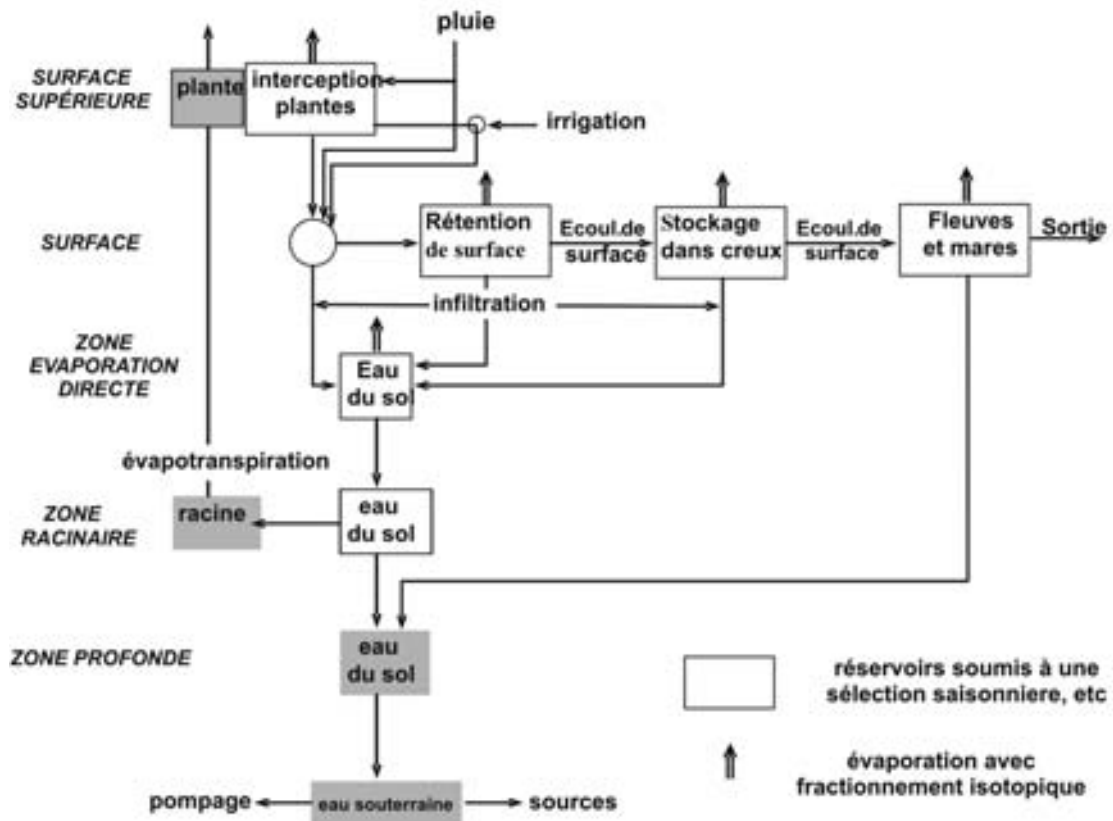 pluie
SURFACE
SUPÉRIEURE
plante
interception
plantes
irrigation
SURFACE
Rétention
de surface
Ecoul.de
surface
Stockage
dans creux
Ecoul.de
surface
Fleuves
et mares
Sortie
infiltration
ZONE
EVAPORATION
DIRECTE
Eau
du sol
évapotranspiration
ZONE
RACINAIRE
racine
eau
du sol
ZONE PROFONDE
eau
du sol
réservoirs soumis à une
sélection saisonniere, etc
évaporation avec
fractionnement isotopique
pompage
eau souterraine
sources